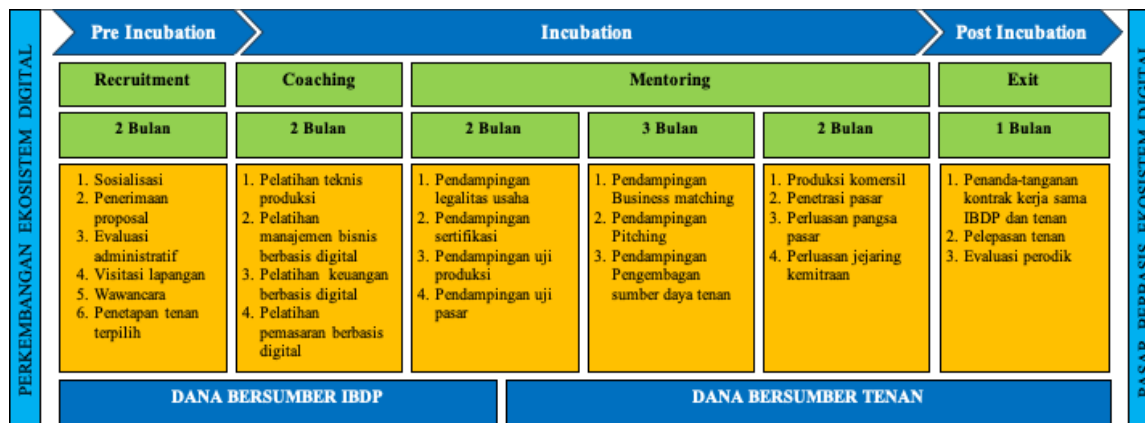 PERKEMBANGAN EKOSISTEM DIGITAL
Pre Incubation
Incubation
Post Incubation
Recruitment
Coaching
Mentoring
Exit
2 Bulan
2 Bulan
2 Bulan
3 Bulan
2 Bulan
1 Bulan
1. Sosialisasi
2. Penerimaan
proposal
3. Evaluasi
administratif
4. Visitasi lapangan
5. Wawancara
6. Penetapan tenan
terpilih
1. Pelatihan teknis
produksi
2. Pelatihan
manajemen bisnis
berbasis digital
3. Pelatihan keuangan
berbasis digital
4. Pelatihan
pemasaran berbasis
digital
1. Pendampingan
legalitas usaha
2. Pendampingan
sertifikasi
3. Pendampingan uji
produksi
4. Pendampingan uji
pasar
1. Pendampingan
Business matching
2. Pendampingan
Pitching
3. Pendampingan
Pengembagan
sumber daya tenan
1. Produksi komersil
2. Penetrasi pasar
3. Perluasan pangsa
pasar
4. Perluasan jejaring
kemitraan
1. Penanda-tanganan
kontrak kerja sama
IBDP dan tenan
2. Pelepasan tenan
3. Evaluasi perodik
DANA BERSUMBER IBDP
DANA BERSUMBER TENAN
EKOSISTEM DIGITAL